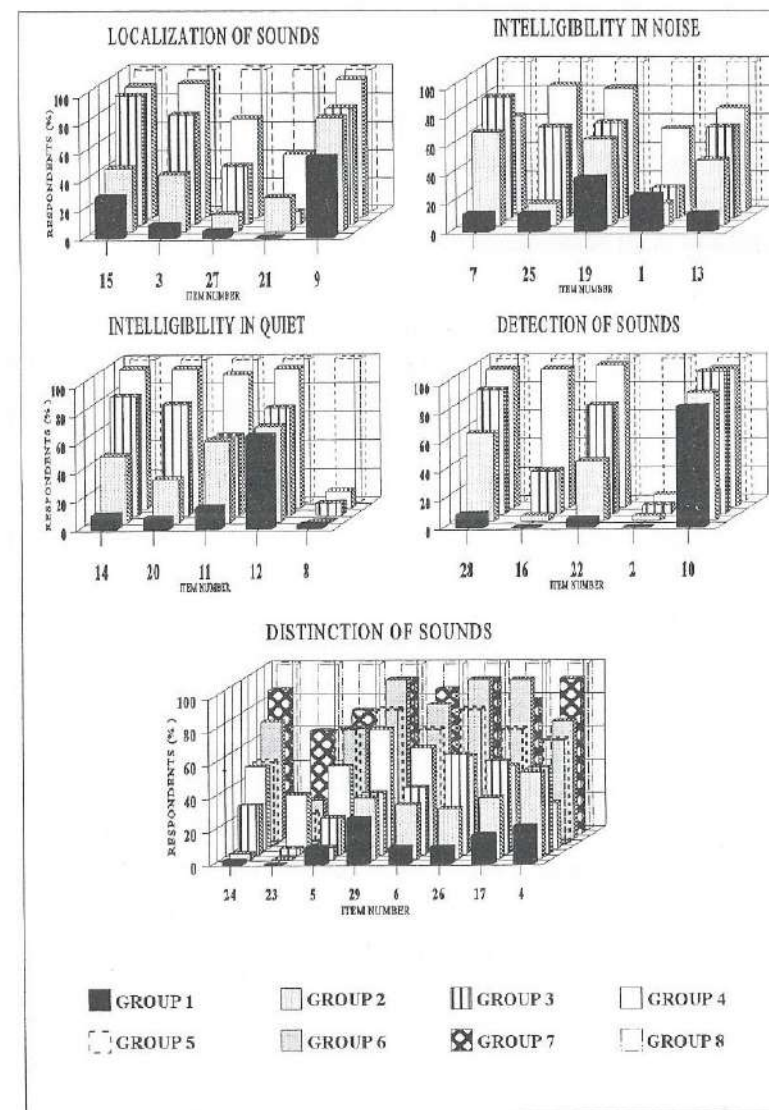 LOCALIZATION OF SOUNDS
RESPONDENTS (%)
100
80
60
40
20
0
15 3 27 21 9
ITEM NUMBER
INTELLIGIBILITY IN NOISE
100
80
60
40
20
0
7 25 19 1 13
ITEM NUMBER
INTELLIGIBILITY IN QUIET
RESPONDENTS (%)
100
80
60
40
20
0
14 20 11 12 8
ITEM NUMBER
DETECTION OF SOUNDS
100
80
60
40
20
0
28 16 22 2 10
ITEM NUMBER
DISTINCTION OF SOUNDS
RESPONDENTS (%)
100
80
60
40
20
0
24 23 5 29 6 26 17 4
ITEM NUMBER
GROUP 1 GROUP 2 GROUP 3 GROUP 4
GROUP 5 GROUP 6 GROUP 7 GROUP 8